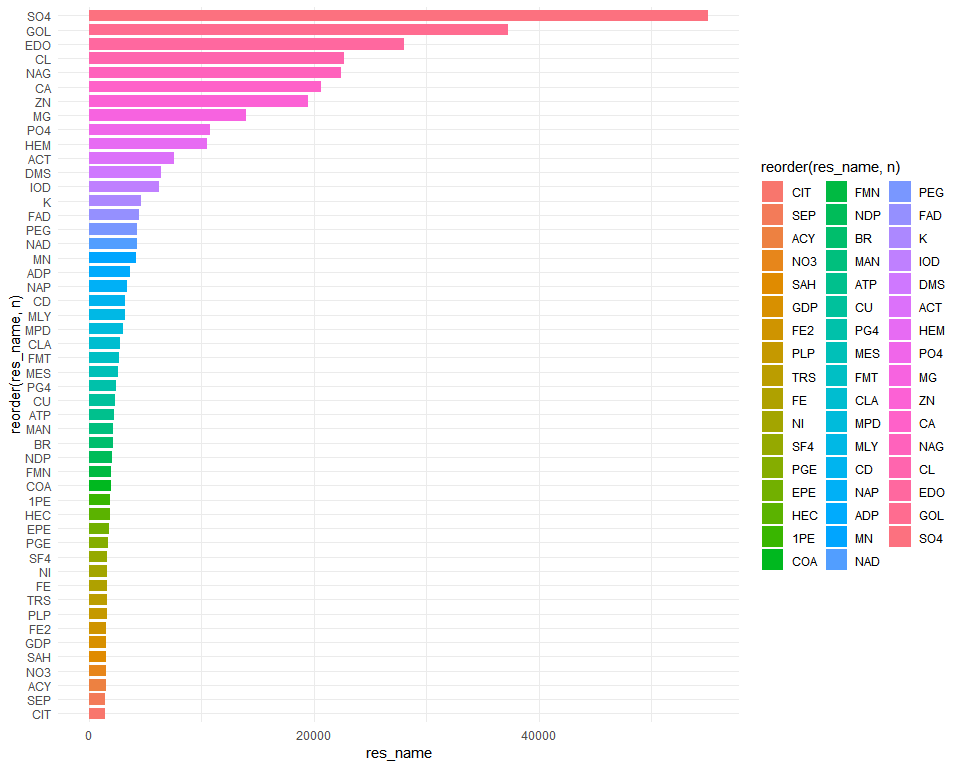 SO4
GOL
EDO
CL
NAG
CA
ZN
MG
PO4
HEM
ACT
DMS
IOD
K
FAD
PEG
NAD
MN
ADP
NAP
CD
MLY
MPD
CLA
FMT
MES
PG4
CU
ATP
MAN
BR
NDP
FMN
COA
1PE
HEC
EPE
PGE
SF4
NI
FE
TRS
PLP
FE2
GDP
SAH
NO3
ACY
SEP
CIT
reorder(res_name, n)
0 20000 40000
res_name
reorder(res_name, n)
CIT FMN PEG
SEP NDP FAD
ACY BR K
NO3 MAN IOD
SAH ATP DMS
GDP CU ACT
FE2 PG4 HEM
PLP MES PO4
TRS FMT MG
FE CLA ZN
NI MPD CA
SF4 MLY NAG
PGE CD CL
EPE NAP EDO
HEC ADP GOL
1PE MN SO4
COA NAD